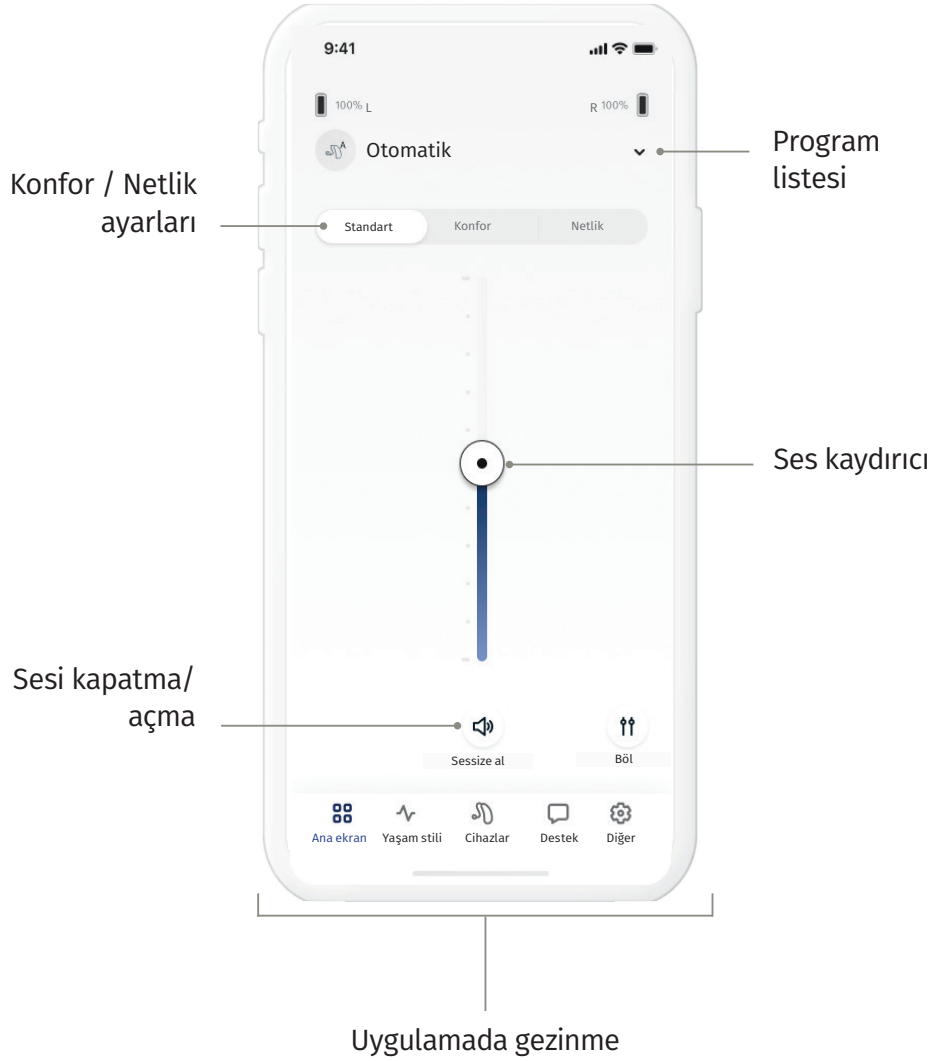 9:41
100% L
R 100%
Otomatik
Program
listesi
Konfor / Netlik
ayarları
Standart
Konfor
Netlik
Ses kaydırıcı
Sesi kapatma/
açma
Sessize al
Böl
Ana ekran
Yaşam stili
Cihazlar
Destek
Diğer
Uygulamada gezinme